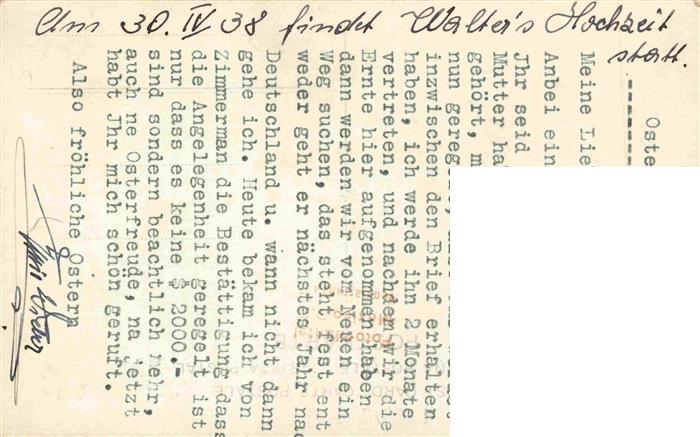 Am 30. IV 38 findet Walter's Hochzeit
statt.
Oste
Meine Lie
Anbei ein
Jhr seid
Mutter ha
gehört, m
nun gereg
inzwischen den Brief erhalten
haben, ich werde ihn 2 Monate
vertreten, und nachdem wir die
Ernte hier aufgenommen haben
dann werden wir vom Neuen ein
Weg suchen, das steht fest ent
weder geht er nächstes Jahr nac
Deutschland u. wann nicht dann
gehe ich. Heute bekam ich von
Zimmerman die Bestättigung dass
die Angelegenheit geregelt ist
nur dass es keine $ 2000.-
sind sondern beachtlich mehr,
auch ne Osterfreude, na jetzt
habt Jhr mich schön geruft.
Also fröhliche Ostern